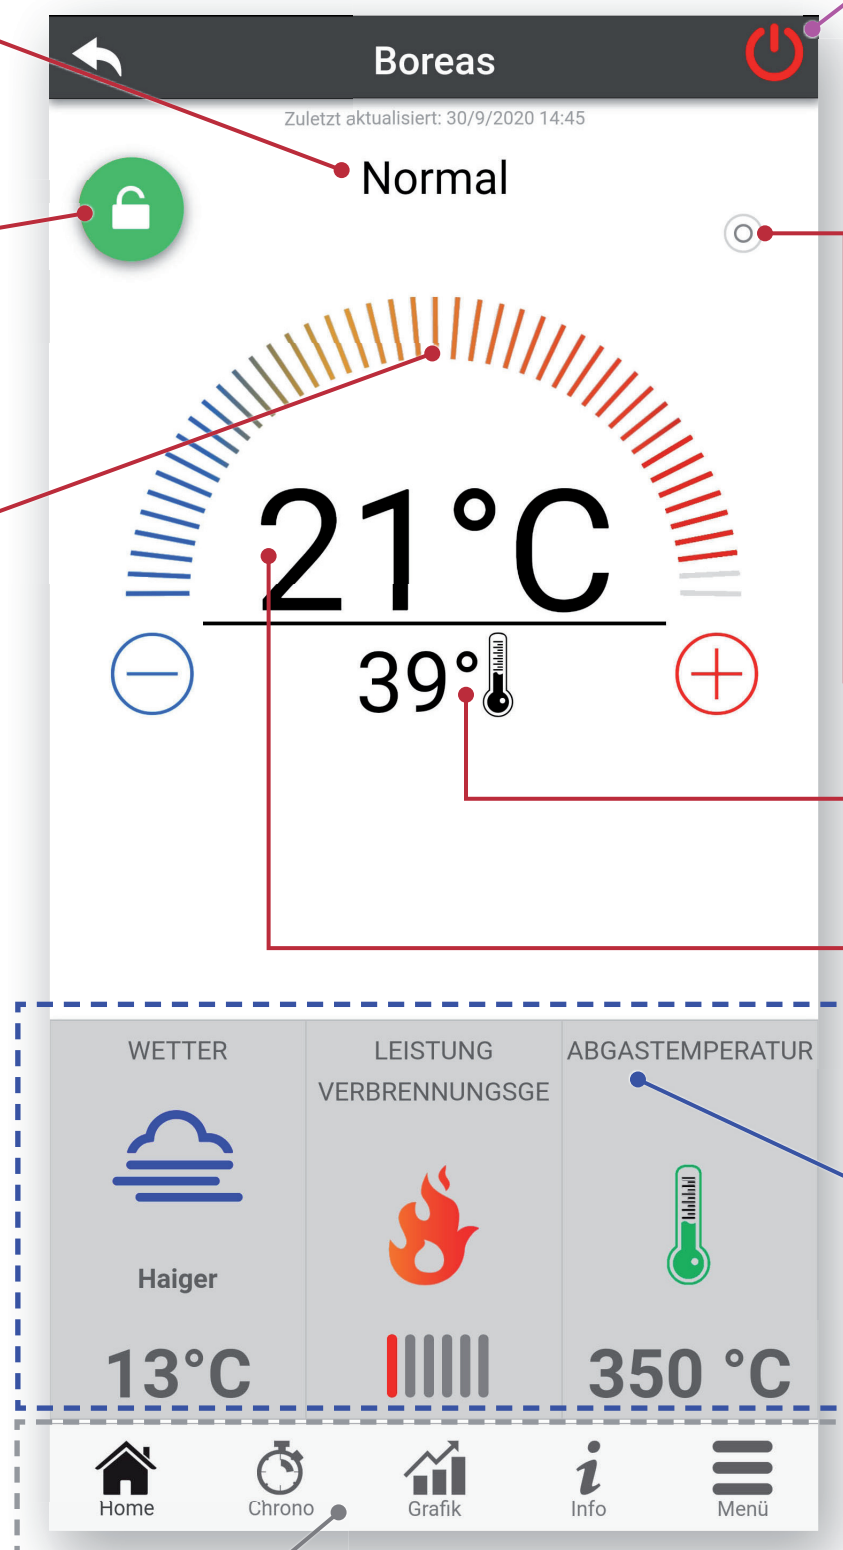 Boreas
Zuletzt aktualisiert: 30/9/2020 14:45
Normal
21°C
39°
WETTER
Haiger
13°C
LEISTUNG
VERBRENNUNGSGE
ABGASTEMPERATUR
350 °C
Home
Chrono
Grafik
Info
Menü